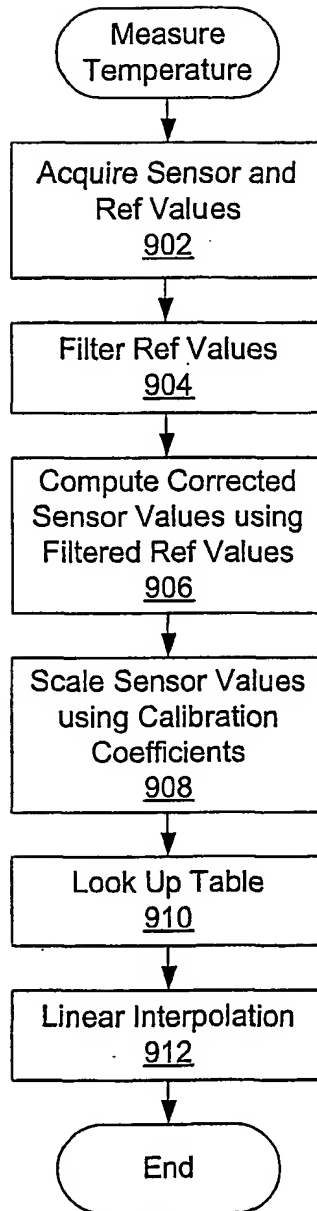 Measure
Temperature
Acquire Sensor and
Ref Values
902
Filter Ref Values
904
Compute Corrected
Sensor Values using
Filtered Ref Values
906
Scale Sensor Values
using Calibration
Coefficients
908
Look Up Table
910
Linear Interpolation
912
End